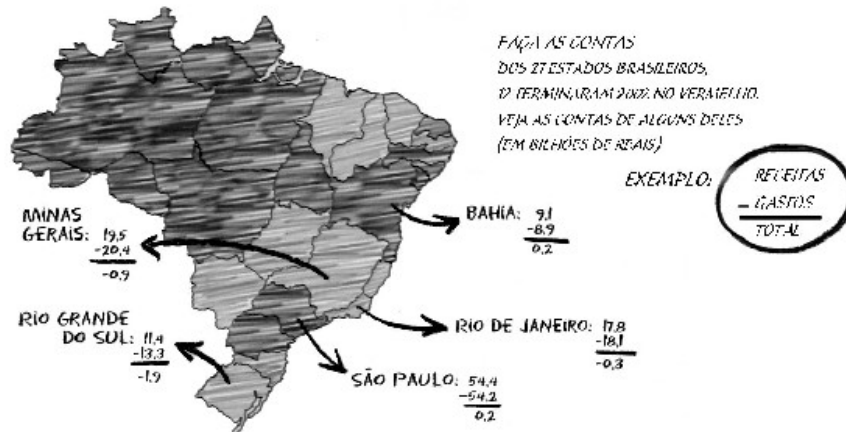 FAÇA AS CONTAS
DOS 27 ESTADOS BRASILEIROS,
12 TERMINARAM 2002 NO VERMELHO.
VEJA AS CONTAS DE ALGUNS DELES
(EM BILHÕES DE REAIS)
EXEMPLO:
RECEITAS
- GASTOS
TOTAL
BAHIA: 9,1
-8,9
0,2
MINAS
GERAIS: 19,5
-20,4
-0,9
RIO DE JANEIRO: 17,8
-18,1
-0,3
RIO GRANDE
DO SUL: 11,4
-13,3
-1,9
SÃO PAULO: 54,4
-54,2
0,2